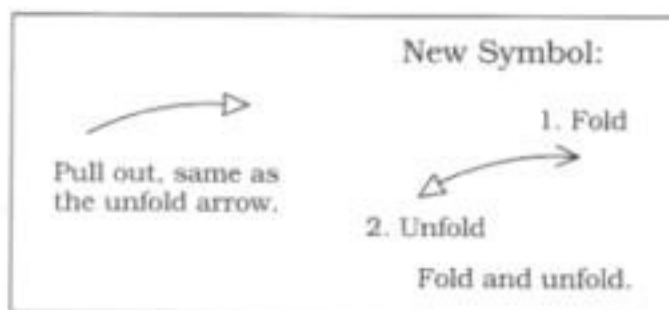 New Symbol:
1. Fold
Pull out, same as
the unfold arrow.
2. Unfold
Fold and unfold.